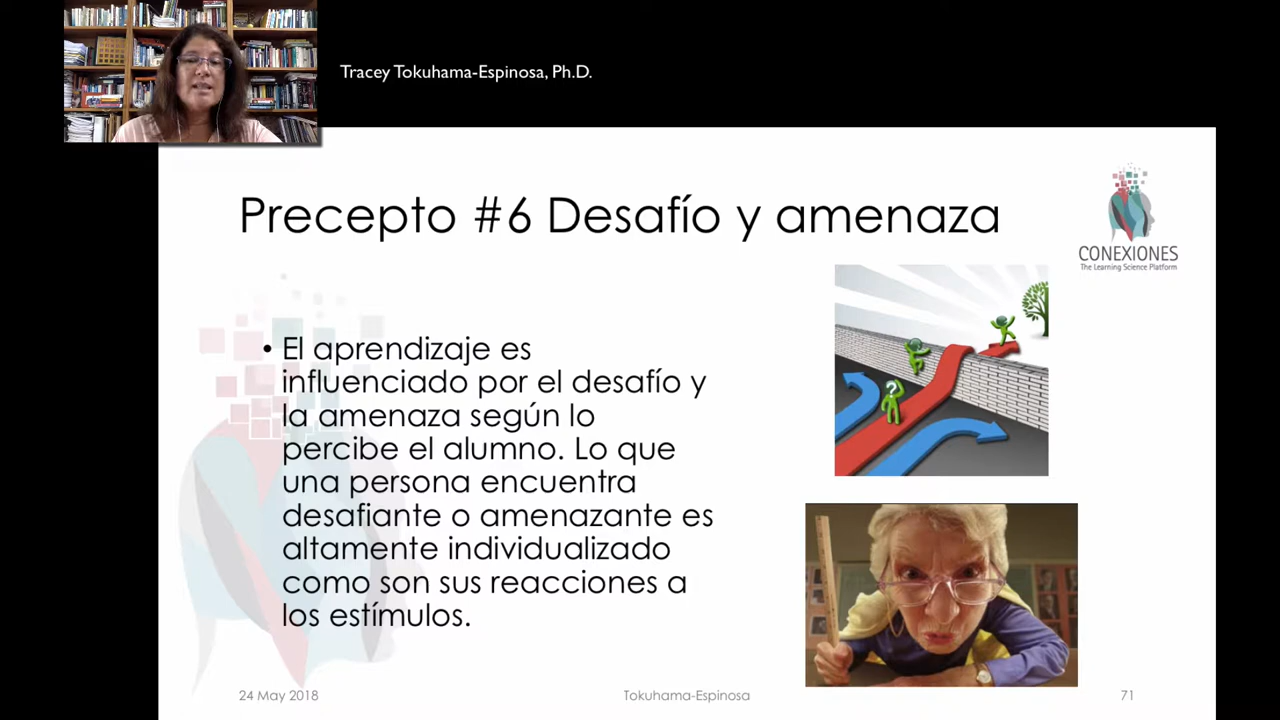 Tracey Tokuhama-Espinosa, Ph.D.
Precepto #6 Desafío y amenaza
CONEXIONES
The Learning Science Platform
• El aprendizaje es
influenciado por el desafío y
la amenaza según lo
percibe el alumno. Lo que
una persona encuentra
desafiante o amenazante es
altamente individualizado
como son sus reacciones a
los estímulos.
?
24 May 2018
Tokuhama-Espinosa
71